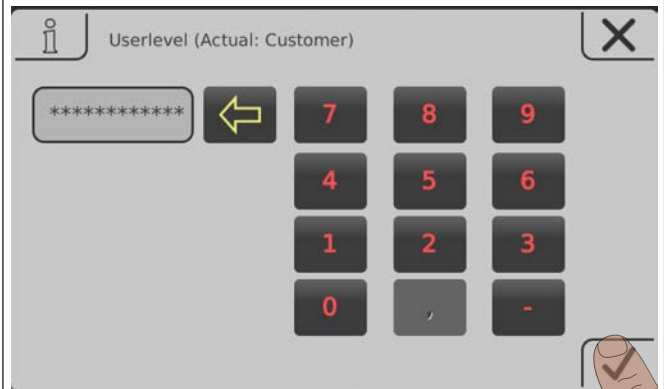 Userlevel (Actual: Customer)
************
7 8 9
4 5 6
1 2 3
0 , -